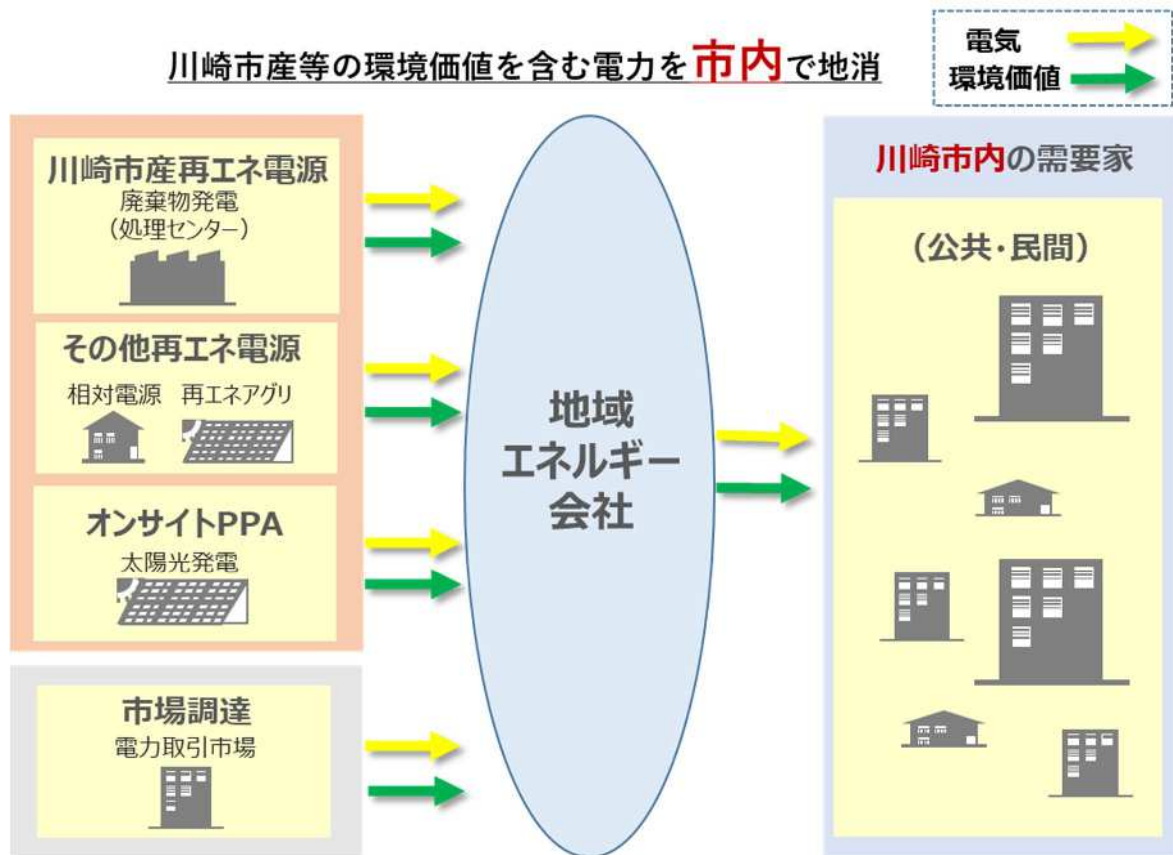 川崎市産等の環境価値を含む電力を市内で地消
電気
環境価値
川崎市産再エネ電源
廃棄物発電
（処理センター）
その他再エネ電源
相対電源　再エネアグリ
オンサイトPPA
太陽光発電
市場調達
電力取引市場
地域
エネルギー
会社
川崎市内の需要家
（公共・民間）